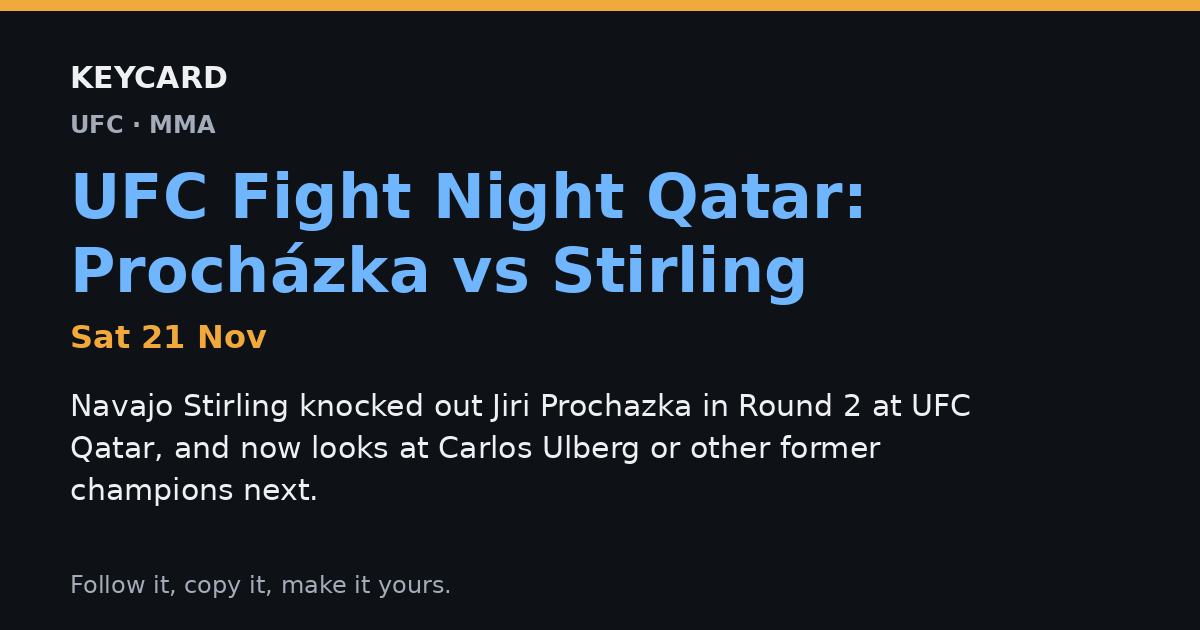 KEYCARD
UFC · MMA
UFC Fight Night Qatar:
Procházka vs Stirling
Sat 21 Nov
Navajo Stirling knocked out Jiri Prochazka in Round 2 at UFC
Qatar, and now looks at Carlos Ulberg or other former
champions next.
Follow it, copy it, make it yours.